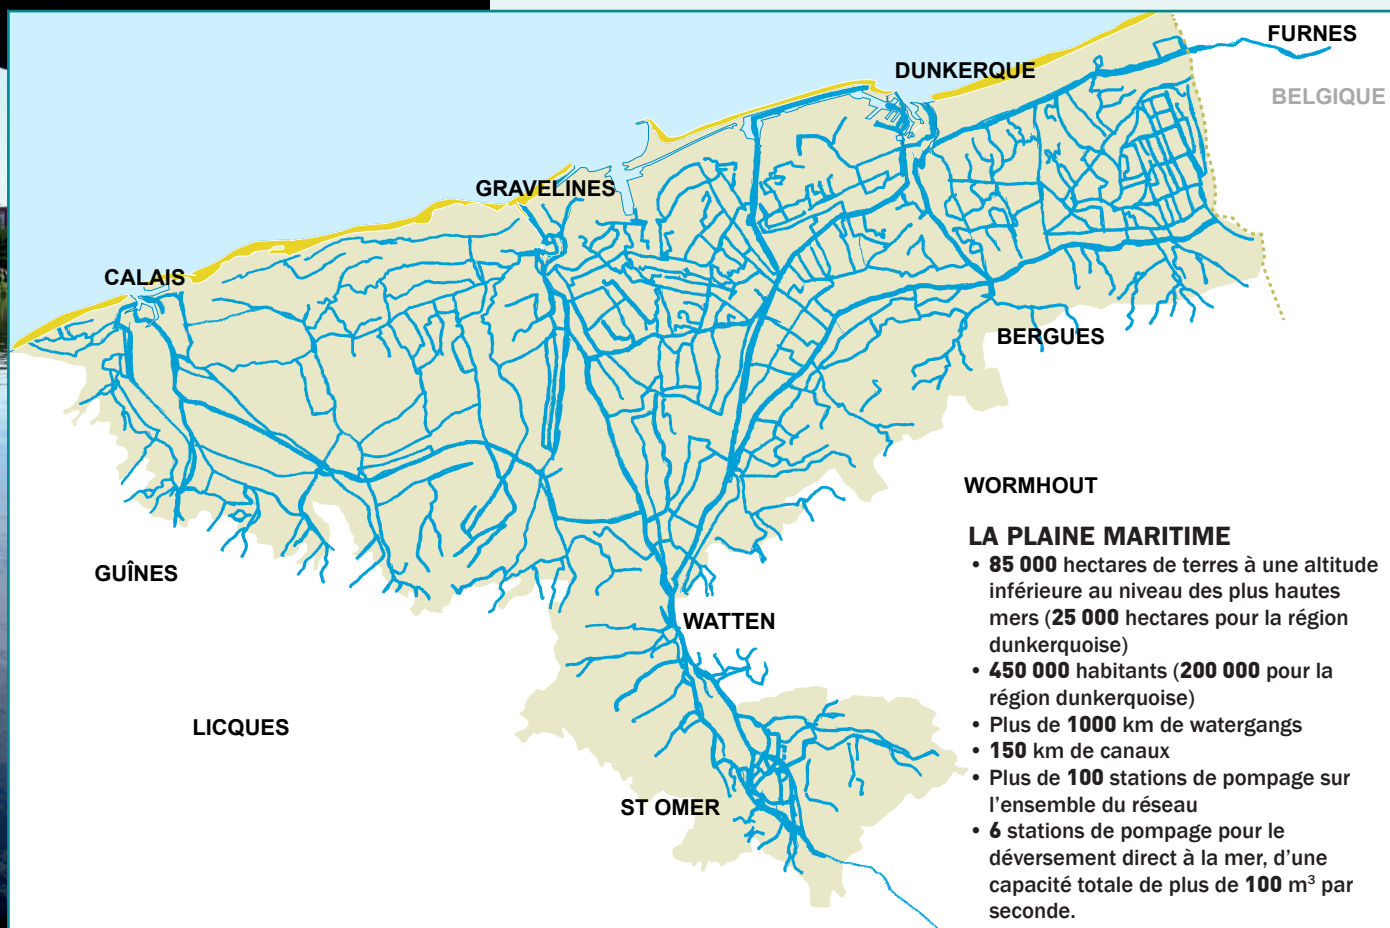 FURNES
DUNKERQUE
BELGIQUE
GRAVELINES
CALAIS
BERGUES
WORMHOUT
GUÎNES
WATTEN
LICQUES
ST OMER
LA PLAINE MARITIME
• 85 000 hectares de terres à une altitude
inférieure au niveau des plus hautes
mers (25 000 hectares pour la région
dunkerquoise)
• 450 000 habitants (200 000 pour la
région dunkerquoise)
• Plus de 1000 km de watergangs
• 150 km de canaux
• Plus de 100 stations de pompage sur
l’ensemble du réseau
• 6 stations de pompage pour le
déversement direct à la mer, d’une
capacité totale de plus de 100 m³ par
seconde.